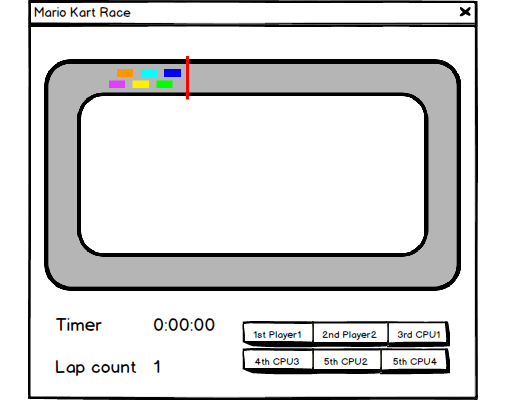 Mario Kart Race
Timer 0:00:00
1st Player1 2nd Player2 3rd CPU1
4th CPU3 5th CPU2 5th CPU4
Lap count 1